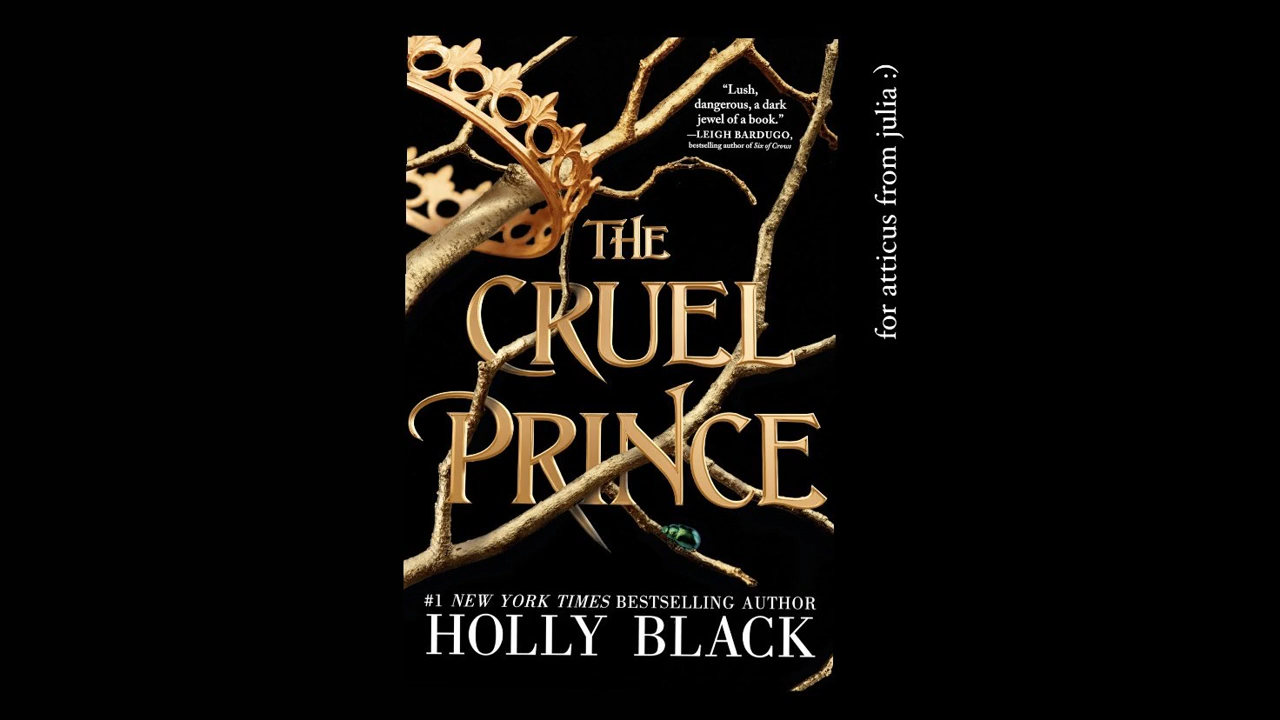 “Lush,
dangerous, a dark
jewel of a book.”
—LEIGH BARDUGO,
bestselling author of Six of Crows
THE
CRUEL
PRINCE
#1 NEW YORK TIMES BESTSELLING AUTHOR
HOLLY BLACK
for atticus from julia :)